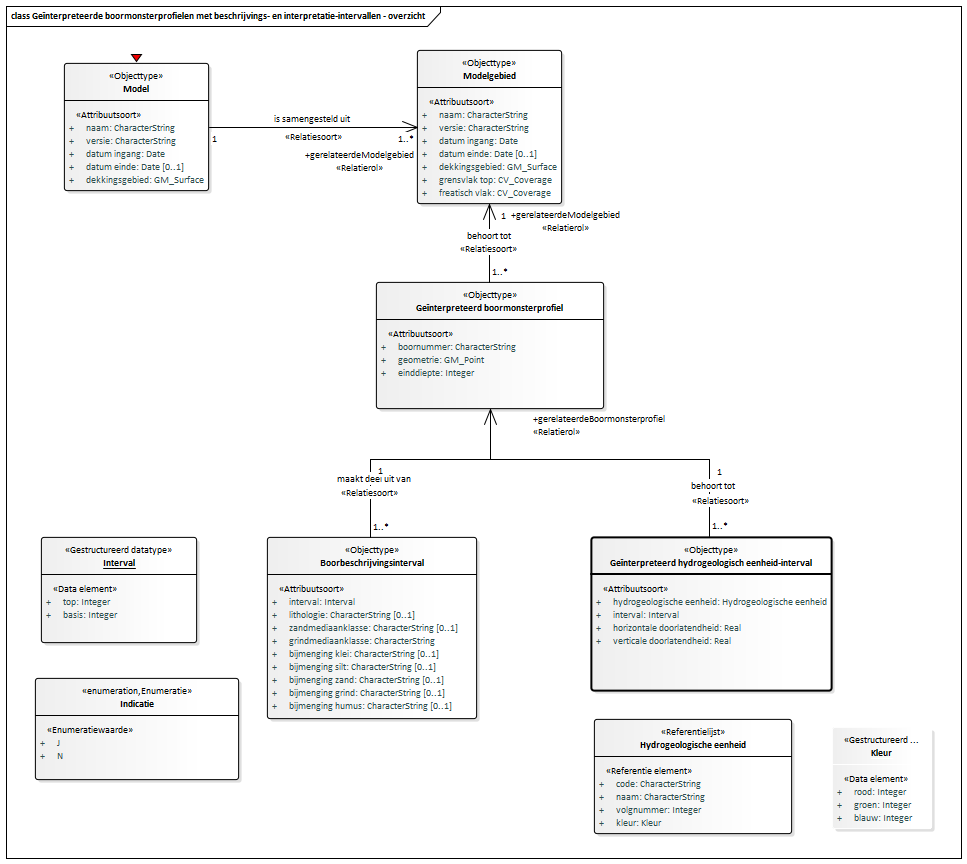 class Geïnterpreteerde boormonsterprofielen met beschrijvings- en interpretatie-intervallen - overzicht
«Objecttype»
Model
«Attribuutsoort»
+ naam: CharacterString
+ versie: CharacterString
+ datum ingang: Date
+ datum einde: Date [0..1]
+ dekkingsgebied: GM_Surface
is samengesteld uit
«Relatiesoort»
1
1..*
+gerelateerdeModelgebied
«Relatierol»
«Objecttype»
Modelgebied
«Attribuutsoort»
+ naam: CharacterString
+ versie: CharacterString
+ datum ingang: Date
+ datum einde: Date [0..1]
+ dekkingsgebied: GM_Surface
+ grensvlak top: CV_Coverage
+ freatisch vlak: CV_Coverage
1 +gerelateerdeModelgebied
«Relatierol»
behoort tot
«Relatiesoort»
1..*
«Objecttype»
Geïnterpreteerd boormonsterprofiel
«Attribuutsoort»
+ boornummer: CharacterString
+ geometrie: GM_Point
+ einddiepte: Integer
+gerelateerdeBoormonsterprofiel
«Relatierol»
1
maakt deel uit van
«Relatiesoort»
1..*
1
behoort tot
«Relatiesoort»
1..*
«Gestructureerd datatype»
Interval
«Data element»
+ top: Integer
+ basis: Integer
«Objecttype»
Boorbeschrijvingsinterval
«Attribuutsoort»
+ interval: Interval
+ lithologie: CharacterString [0..1]
+ zandmediaanklasse: CharacterString [0..1]
+ grindmediaanklasse: CharacterString
+ bijmenging klei: CharacterString [0..1]
+ bijmenging silt: CharacterString [0..1]
+ bijmenging zand: CharacterString [0..1]
+ bijmenging grind: CharacterString [0..1]
+ bijmenging humus: CharacterString [0..1]
«Objecttype»
Geïnterpreteerd hydrogeologisch eenheid-interval
«Attribuutsoort»
+ hydrogeologische eenheid: Hydrogeologische eenheid
+ interval: Interval
+ horizontale doorlatendheid: Real
+ verticale doorlatendheid: Real
«enumeration,Enumeratie»
Indicatie
«Enumeratiewaarde»
+ J
+ N
«Referentielijst»
Hydrogeologische eenheid
«Referentie element»
+ code: CharacterString
+ naam: CharacterString
+ volgnummer: Integer
+ kleur: Kleur
«Gestructureerd ...
Kleur
«Data element»
+ rood: Integer
+ groen: Integer
+ blauw: Integer